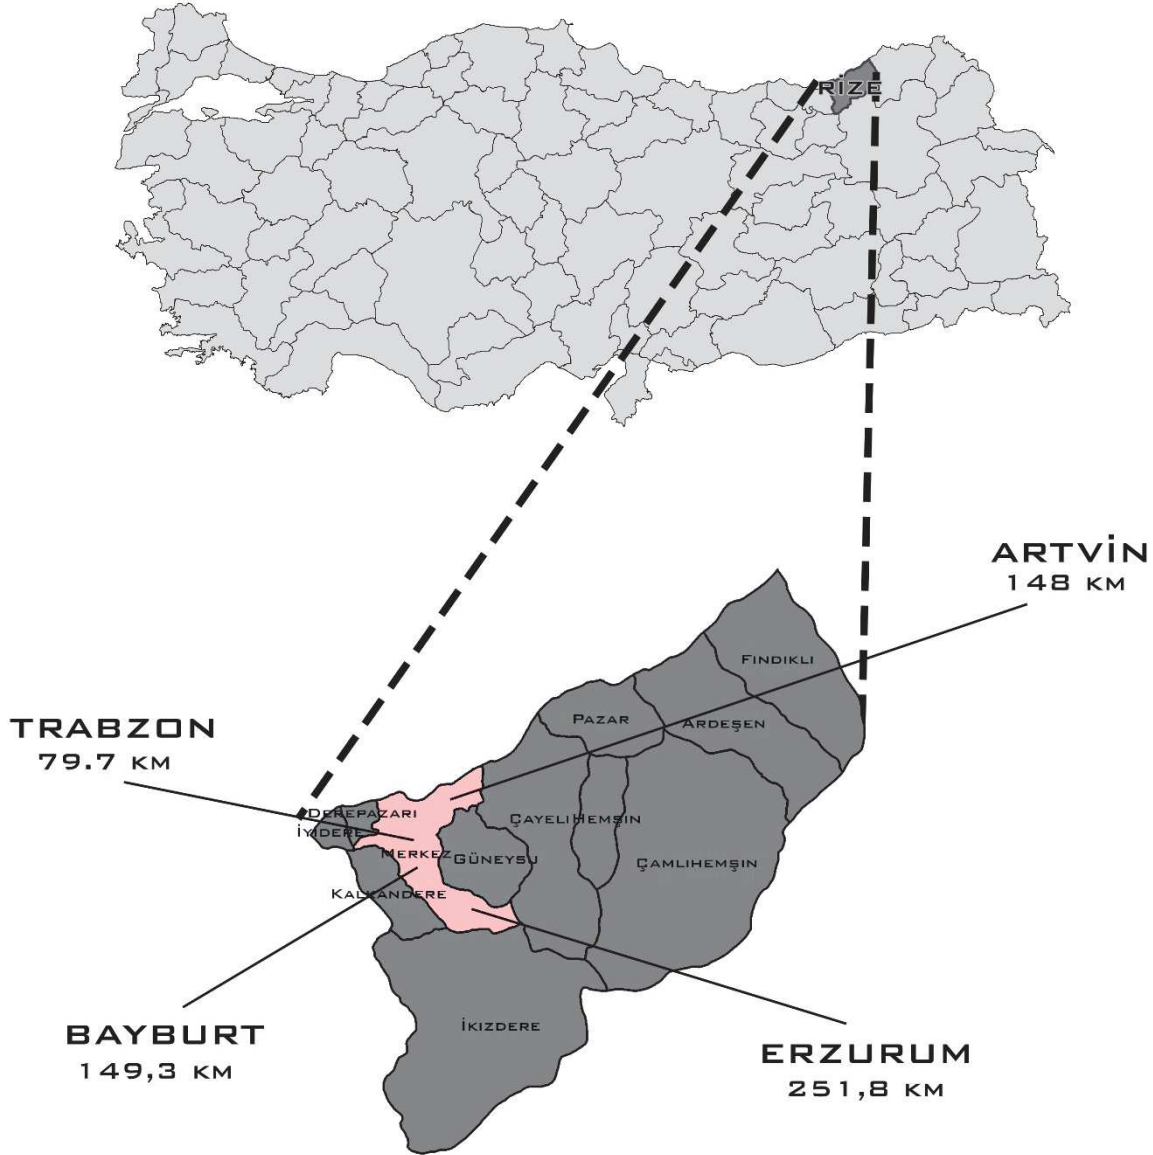 RİZE
ARTVİN
148 KM
FINDIKLI
PAZAR
ARDEŞEN
TRABZON
79.7 KM
DEREPAZARI
İYİDERE
ÇAYELI
HEMŞIN
MERKEZ
GÜNEYSU
ÇAMLIHEMŞIN
KALKANDERE
İKIZDERE
BAYBURT
149,3 KM
ERZURUM
251,8 KM